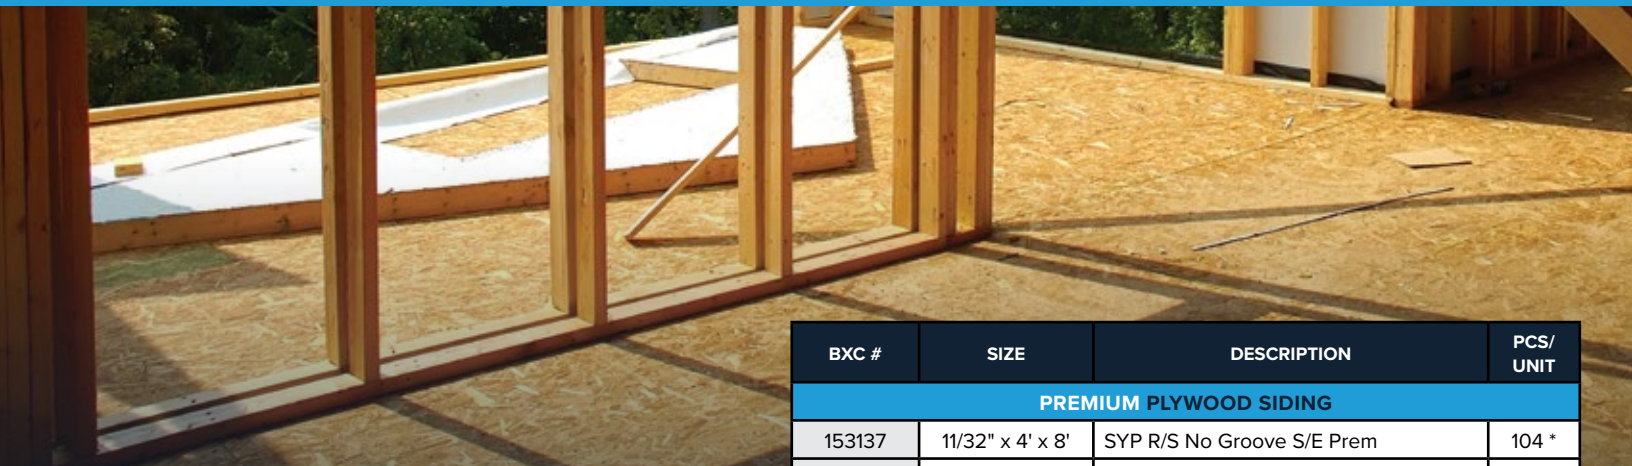 BXC # SIZE DESCRIPTION PCS/
UNIT
PREMIUM PLYWOOD SIDING
153137 11/32" x 4' x 8' SYP R/S No Groove S/E Prem 104 *